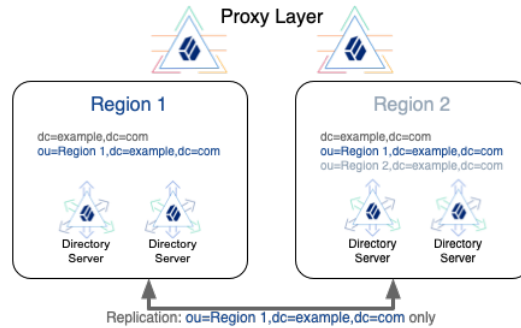 Proxy Layer
Region 1
dc=example,dc=com
ou=Region 1,dc=example,dc=com
Directory
Server
Directory
Server
Region 2
dc=example,dc=com
ou=Region 1,dc=example,dc=com
ou=Region 2,dc=example,dc=com
Directory
Server
Directory
Server
Replication: ou=Region 1,dc=example,dc=com only